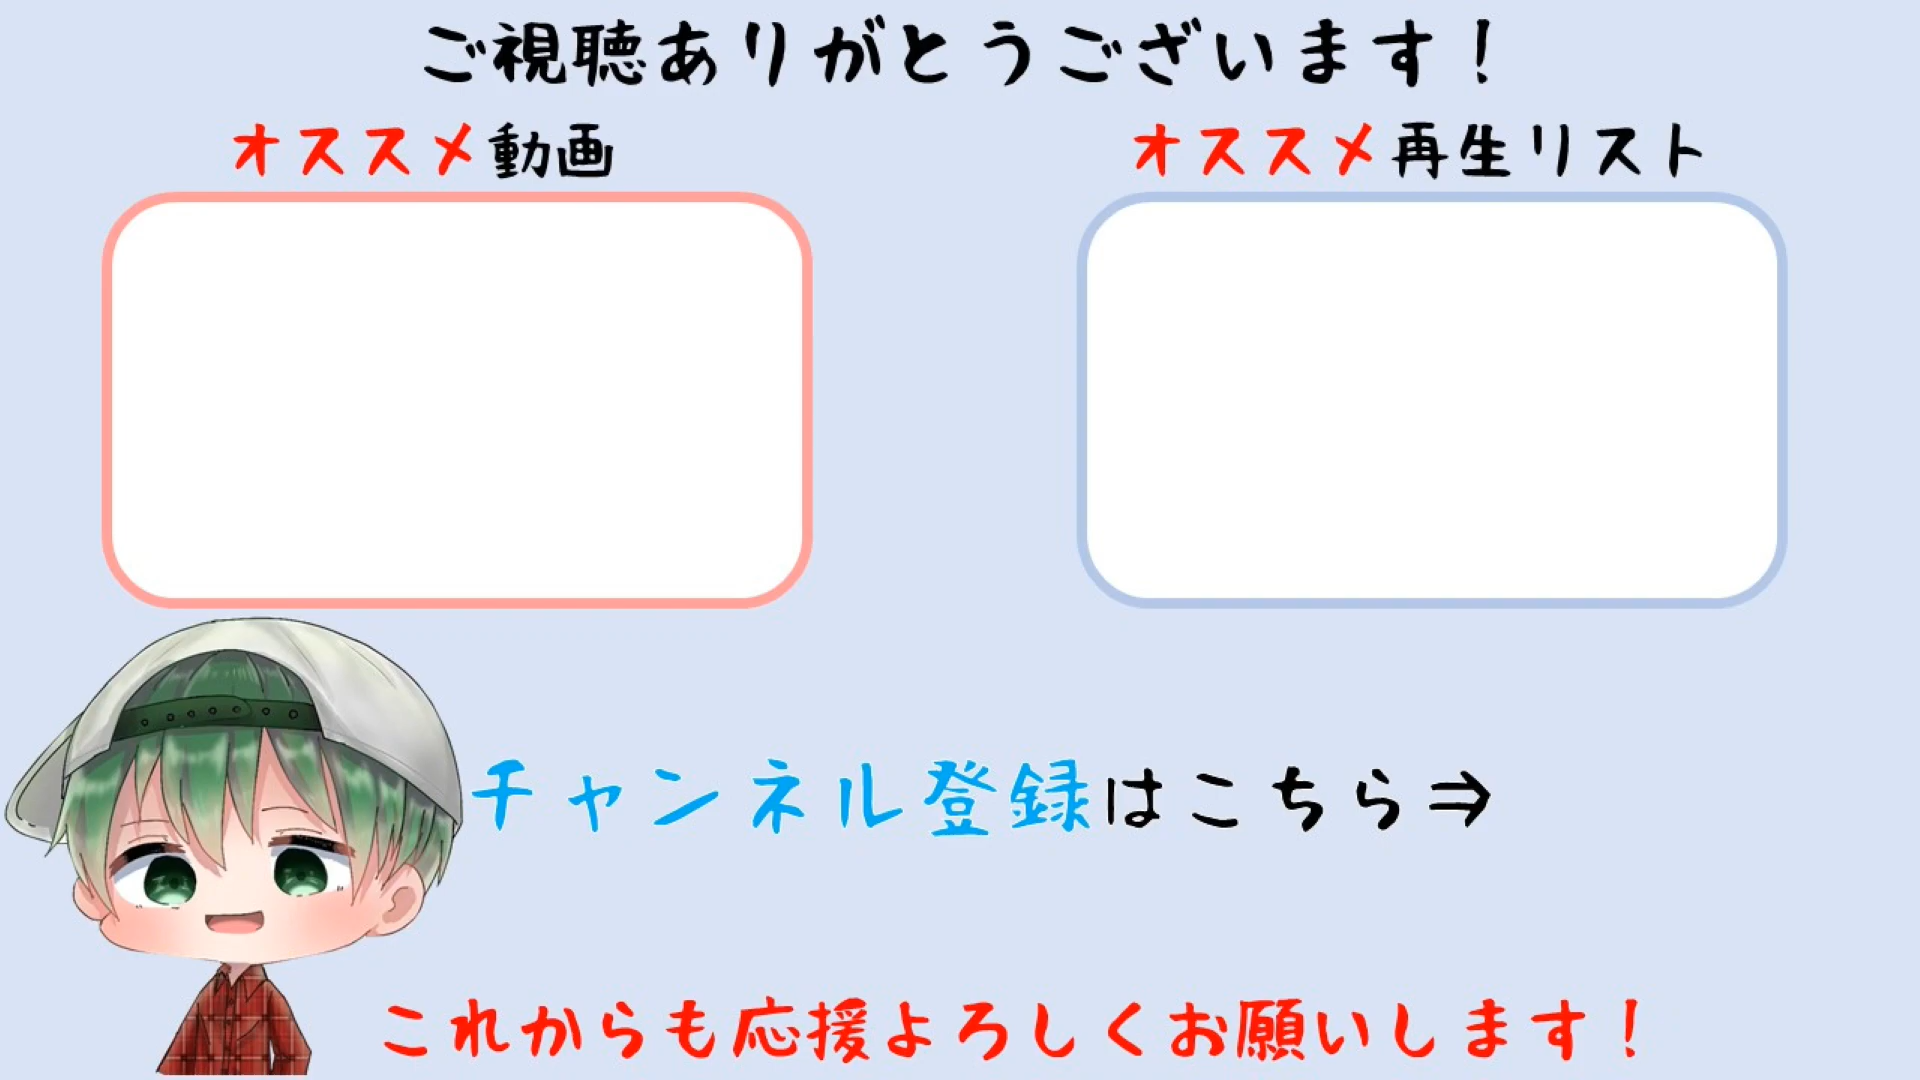 ご視聴ありがとうございます！
オススメ動画
オススメ再生リスト
チャンネル登録はこちら⇒
これからも応援よろしくお願いします！